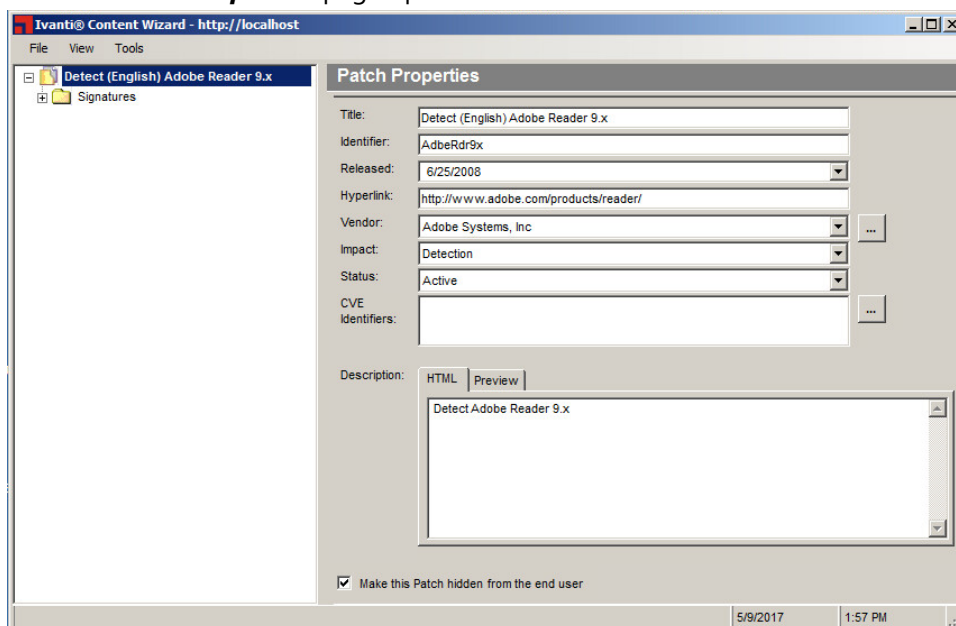 Ivanti® Content Wizard - http://localhost
File View Tools
Detect (English) Adobe Reader 9.x
Signatures
Patch Properties
Title: Detect (English) Adobe Reader 9.x
Identifier: AdbeRdr9x
Released: 6/25/2008
Hyperlink: http://www.adobe.com/products/reader/
Vendor: Adobe Systems, Inc ...
Impact: Detection
Status: Active
CVE
Identifiers: ...
Description: HTML Preview
Detect Adobe Reader 9.x
Make this Patch hidden from the end user
5/9/2017 1:57 PM